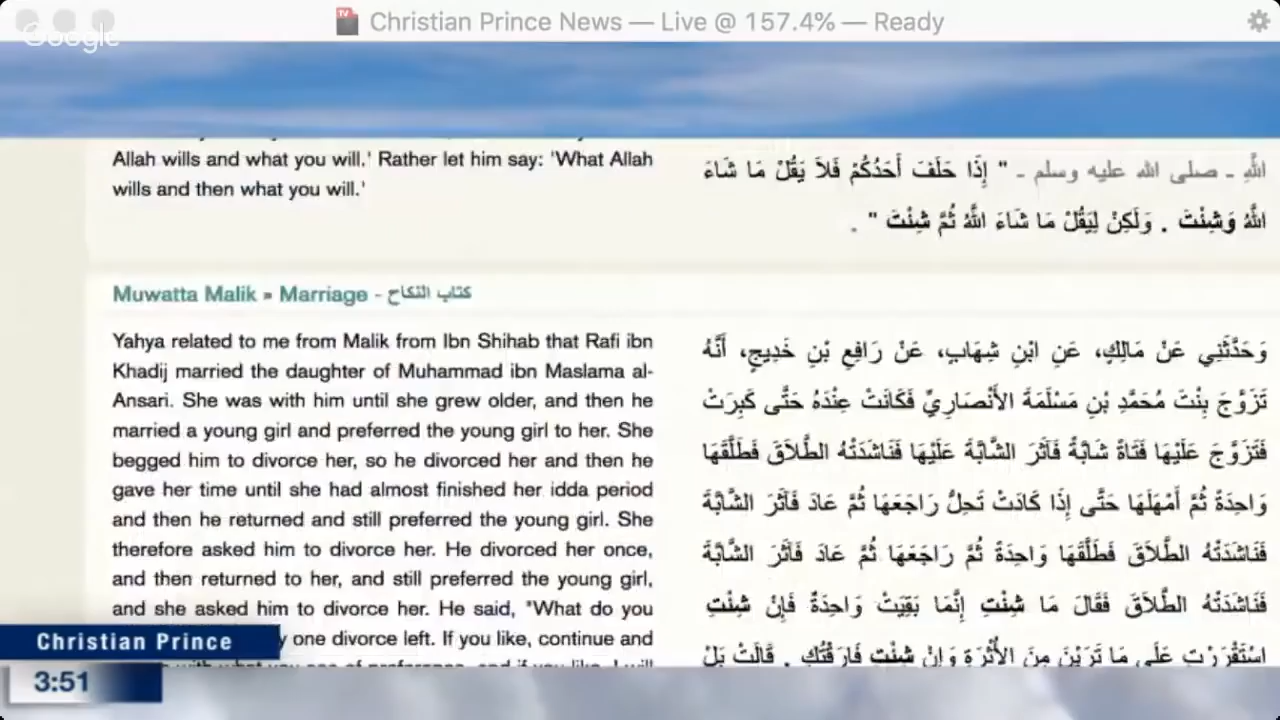 Christian Prince News — Live @ 157.4% — Ready
Google
Allah wills and what you will.' Rather let him say: 'What Allah
wills and then what you will.'
اللَّهِ ـ صلى الله عليه وسلم ـ ‏"‏ إِذَا حَلَفَ أَحَدُكُمْ فَلاَ يَقُلْ مَا شَاءَ
اللَّهُ وَشِئْتَ ‏.‏ وَلَكِنْ لِيَقُلْ مَا شَاءَ اللَّهُ ثُمَّ شِئْتَ ‏"‏ ‏.‏
Muwatta Malik » Marriage - كتاب النكاح
Yahya related to me from Malik from Ibn Shihab that Rafi ibn
Khadij married the daughter of Muhammad ibn Maslama al-
Ansari. She was with him until she grew older, and then he
married a young girl and preferred the young girl to her. She
begged him to divorce her, so he divorced her and then he
gave her time until she had almost finished her idda period
and then he returned and still preferred the young girl. She
therefore asked him to divorce her. He divorced her once,
and then returned to her, and still preferred the young girl,
and she asked him to divorce her. He said, "What do you
one divorce left. If you like, continue and
وَحَدَّثَنِي عَنْ مَالِكٍ، عَنِ ابْنِ شِهَابٍ، عَنْ رَافِعِ بْنِ خَدِيجٍ، أَنَّهُ
تَزَوَّجَ بِنْتَ مُحَمَّدِ بْنِ مَسْلَمَةَ الأَنْصَارِيِّ فَكَانَتْ عِنْدَهُ حَتَّى كَبِرَتْ
فَتَزَوَّجَ عَلَيْهَا فَتَاةً شَابَّةً فَآثَرَ الشَّابَّةَ عَلَيْهَا فَنَاشَدَتْهُ الطَّلاَقَ فَطَلَّقَهَا
وَاحِدَةً ثُمَّ أَمْهَلَهَا حَتَّى إِذَا كَادَتْ تَحِلُّ رَاجَعَهَا ثُمَّ عَادَ فَآثَرَ الشَّابَّةَ
فَنَاشَدَتْهُ الطَّلاَقَ فَطَلَّقَهَا وَاحِدَةً ثُمَّ رَاجَعَهَا ثُمَّ عَادَ فَآثَرَ الشَّابَّةَ
فَنَاشَدَتْهُ الطَّلاَقَ فَقَالَ مَا شِئْتِ إِنَّمَا بَقِيَتْ وَاحِدَةٌ فَإِنْ شِئْتِ
اسْتَقْرَرْتِ عَلَى مَا تَرَيْنَ مِنَ الأُثْرَةِ وَإِنْ شِئْتِ فَارَقْتُكِ ‏.‏ قَالَتْ بَلْ
Christian Prince
3:51